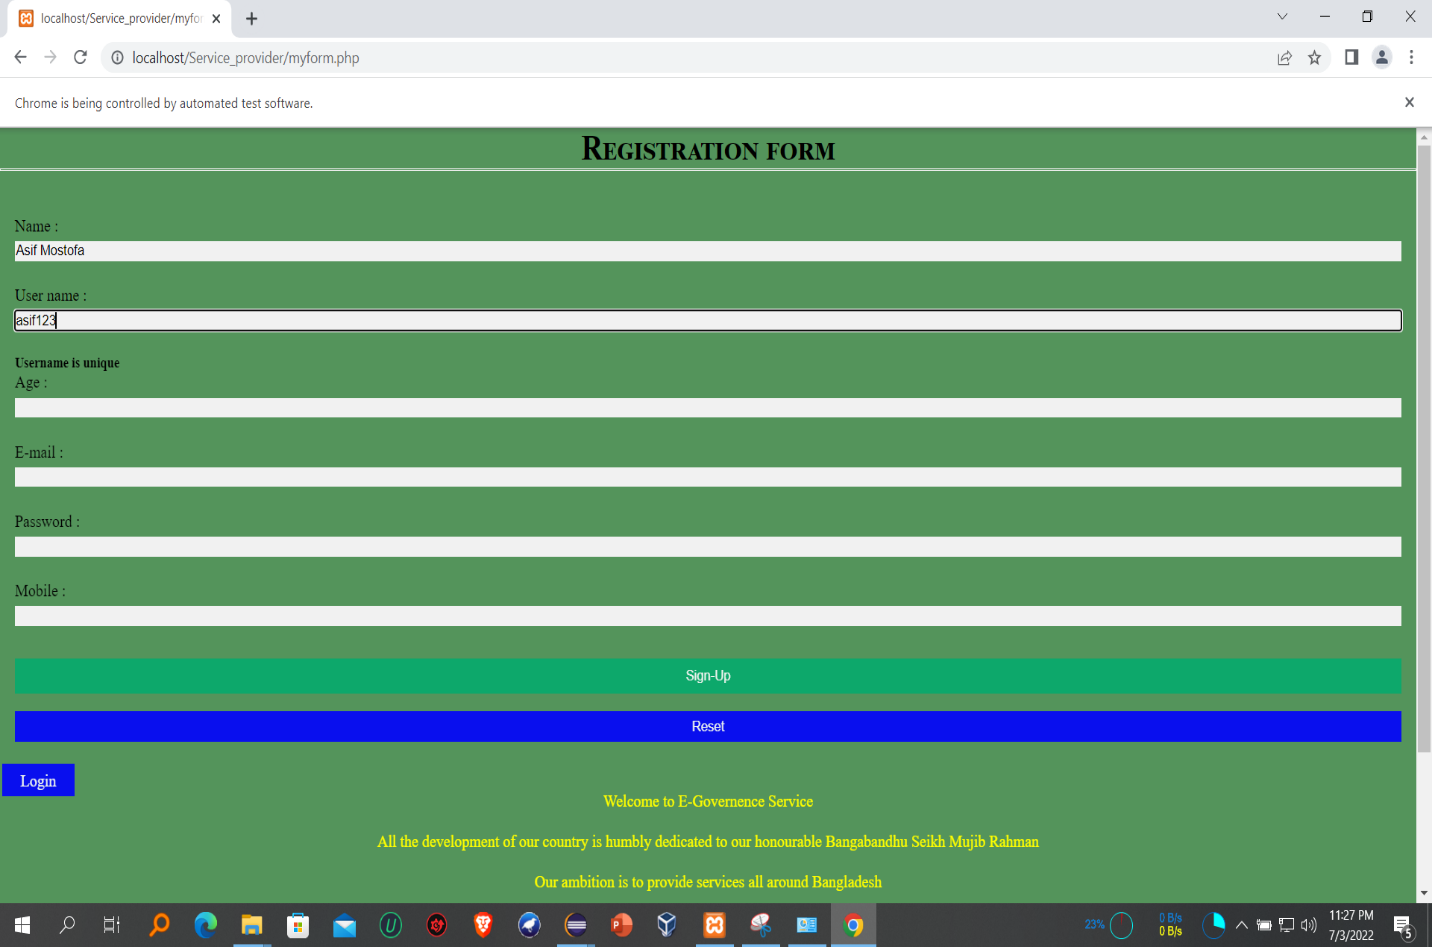 localhost/Service_provider/myfor
localhost/Service_provider/myform.php
Chrome is being controlled by automated test software.
Registration form
Name :
Asif Mostofa
User name :
asif123
Username is unique
Age :
E-mail :
Password :
Mobile :
Sign-Up
Reset
Login
Welcome to E-Governence Service
All the development of our country is humbly dedicated to our honourable Bangabandhu Seikh Mujib Rahman
Our ambition is to provide services all around Bangladesh
23%
0 B/s
0 B/s
11:27 PM
7/3/2022
5